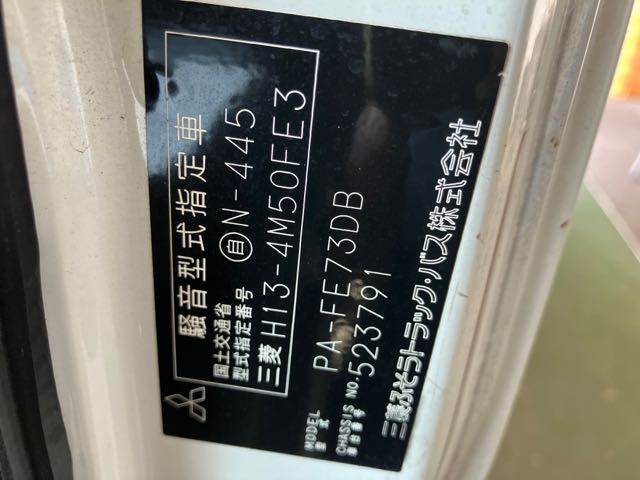 騒音型式指定車
国土交通省
型式指定番号 自N-445
三菱 H13-4M50FE3
MODEL
型式 PA-FE73DB
CHASSIS NO.
車台番号 523791
三菱ふそうトラック・バス株式会社